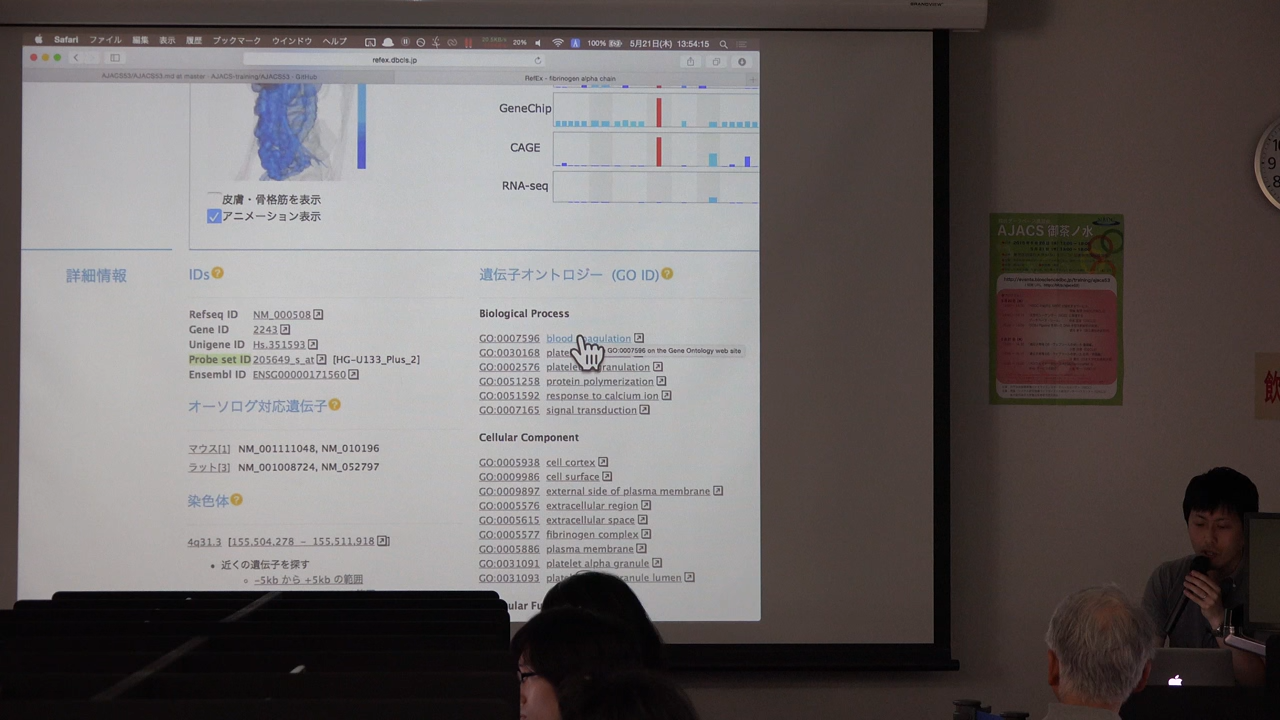 Safari ファイル 編集 表示 履歴 ブックマーク ウインドウ ヘルプ 20% 100% 5月21日(木) 13:54:15
refex.dbcls.jp
AJACS53/AJACS53.md at master · AJACS-training/AJACS53 · GitHub
RefEx - fibrinogen alpha chain
GeneChip
CAGE
RNA-seq
皮膚・骨格筋を表示
アニメーション表示
詳細情報
IDs
Refseq ID NM_000508
Gene ID 2243
Unigene ID Hs.351593
Probe set ID 205649_s_at [HG-U133_Plus_2]
Ensembl ID ENSG00000171560
オーソログ対応遺伝子
マウス[1] NM_001111048, NM_010196
ラット[3] NM_001008724, NM_052797
染色体
4q31.3 [155,504,278 – 155,511,918]
• 近くの遺伝子を探す
–5kb から +5kb の範囲
遺伝子オントロジー (GO ID)
Biological Process
GO:0007596 blood coagulation
GO:0007596 on the Gene Ontology web site
GO:0030168
GO:0002576 platelet degranulation
GO:0051258 protein polymerization
GO:0051592 response to calcium ion
GO:0007165 signal transduction
Cellular Component
GO:0005938 cell cortex
GO:0009986 cell surface
GO:0009897 external side of plasma membrane
GO:0005576 extracellular region
GO:0005615 extracellular space
GO:0005577 fibrinogen complex
GO:0005886 plasma membrane
GO:0031091 platelet alpha granule
GO:0031093 lumen
AJACS 御茶ノ水
飲
10
9
8